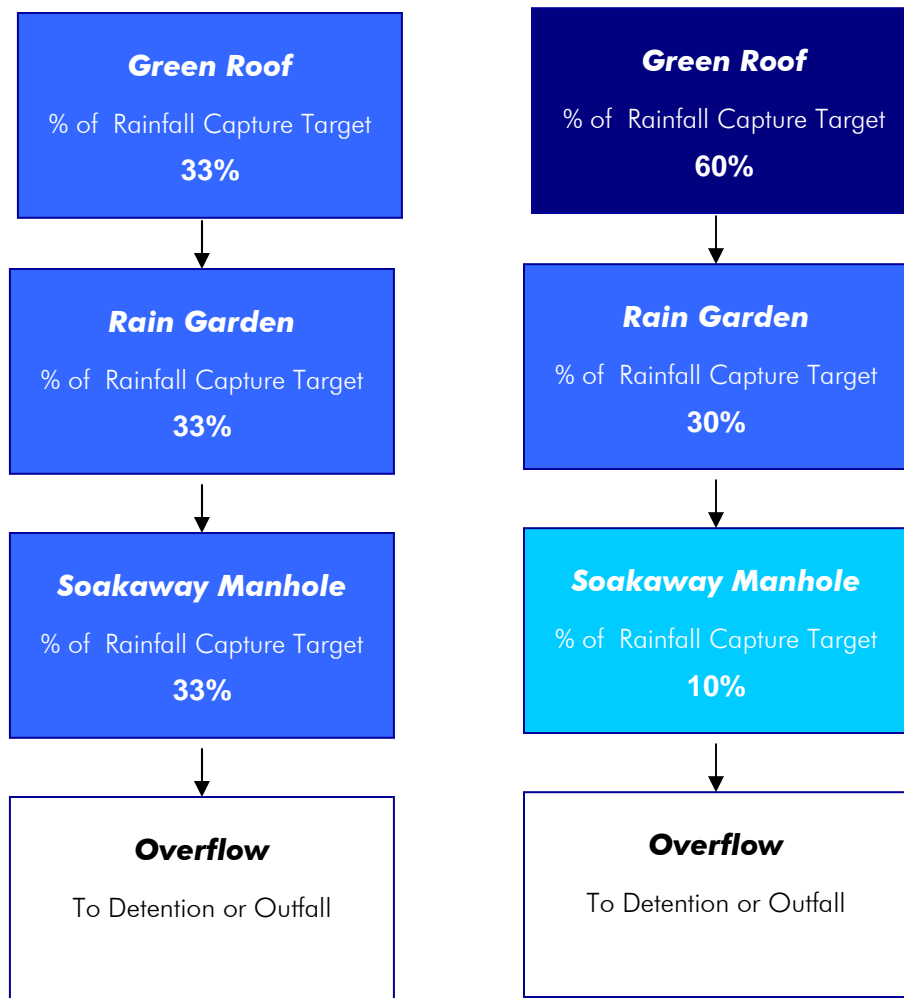 Green Roof
% of Rainfall Capture Target
33%
Rain Garden
% of Rainfall Capture Target
33%
Soakaway Manhole
% of Rainfall Capture Target
33%
Overflow
To Detention or Outfall
Green Roof
% of Rainfall Capture Target
60%
Rain Garden
% of Rainfall Capture Target
30%
Soakaway Manhole
% of Rainfall Capture Target
10%
Overflow
To Detention or Outfall